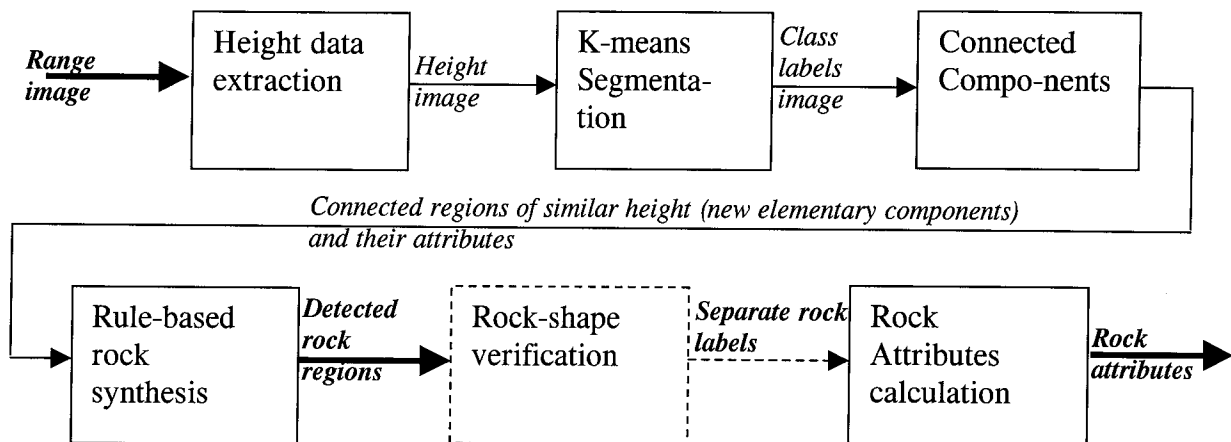 Range
image
Height data
extraction
Height
image
K-means
Segmenta-
tion
Class
labels
image
Connected
Compo-nents
Connected regions of similar height (new elementary components)
and their attributes
Rule-based
rock
synthesis
Detected
rock
regions
Rock-shape
verification
Separate rock
labels
Rock
Attributes
calculation
Rock
attributes